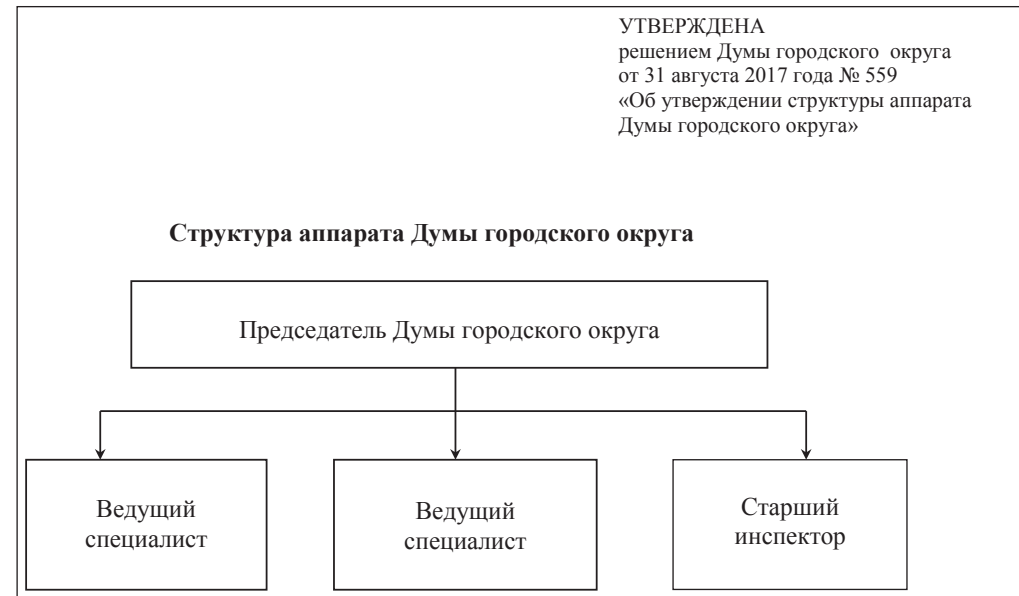 УТВЕРЖДЕНА
решением Думы городского округа
от 31 августа 2017 года № 559
«Об утверждении структуры аппарата
Думы городского округа»
Структура аппарата Думы городского округа
Председатель Думы городского округа
Ведущий
специалист
Ведущий
специалист
Старший
инспектор